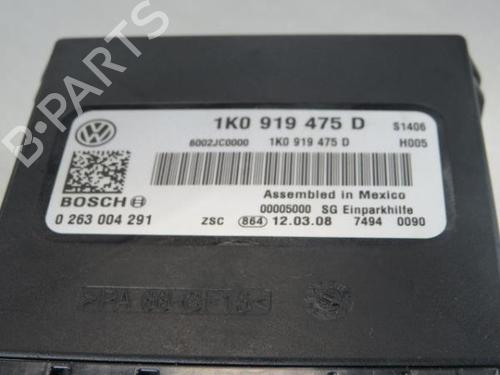 B-PARTS
1K0 919 475 D S1406
6002JC0000 1K0 919 475 D H005
BOSCH
Assembled in Mexico
00005000 SG Einparkhilfe
0 263 004 291 ZSC 864 12.03.08 7494 0090